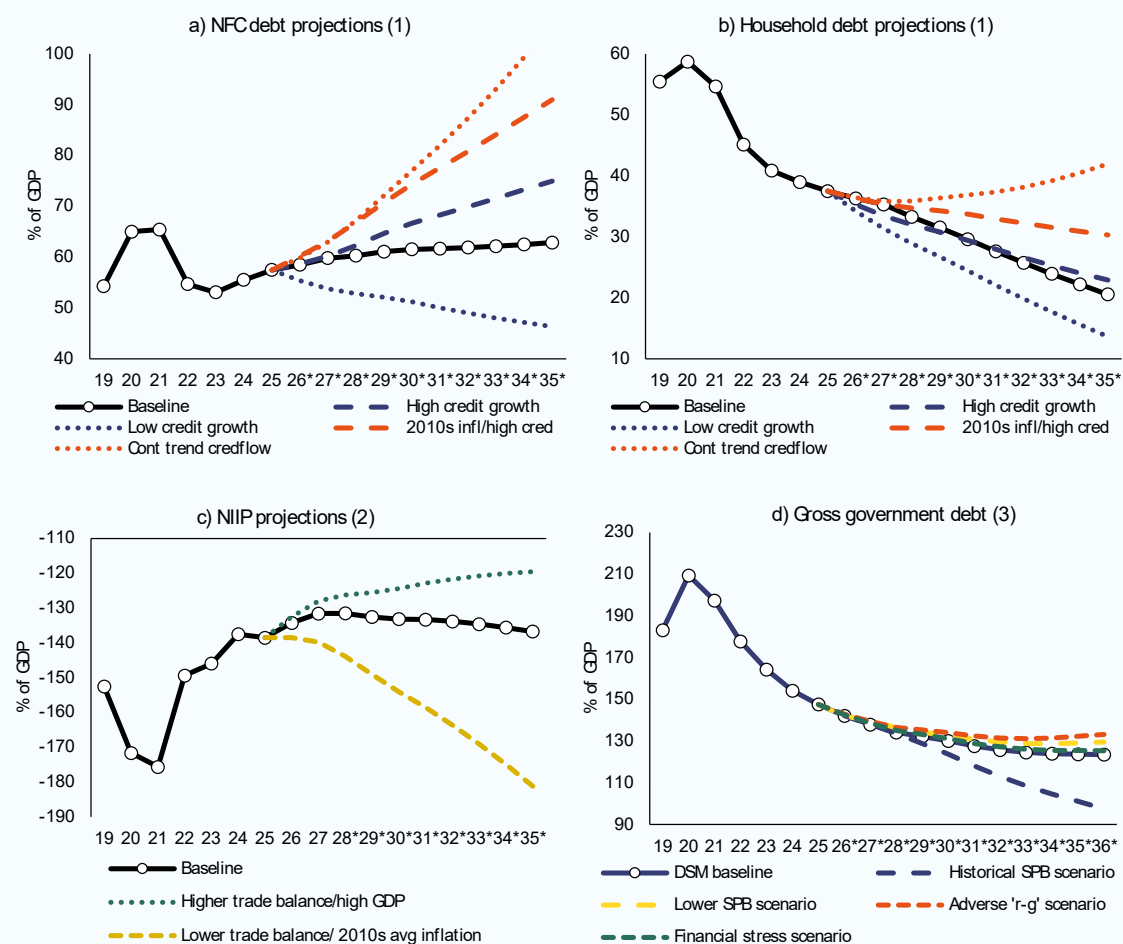 a) NFC debt projections (1)
% of GDP
100
90
80
70
60
50
40
19 20 21 22 23 24 25 26* 27* 28* 29* 30* 31* 32* 33* 34* 35*
Baseline
High credit growth
Low credit growth
2010s infl/high cred
Cont trend credflow
b) Household debt projections (1)
% of GDP
60
50
40
30
20
10
19 20 21 22 23 24 25 26* 27* 28* 29* 30* 31* 32* 33* 34* 35*
Baseline
High credit growth
Low credit growth
2010s infl/high cred
Cont trend credflow
c) NIIP projections (2)
% of GDP
-110
-120
-130
-140
-150
-160
-170
-180
-190
19 20 21 22 23 24 25 26 27 28* 29* 30* 31* 32* 33* 34* 35*
Baseline
Higher trade balance/high GDP
Lower trade balance/ 2010s avg inflation
d) Gross government debt (3)
% of GDP
230
210
190
170
150
130
110
90
19 20 21 22 23 24 25 26* 27* 28* 29* 30* 31* 32* 33* 34* 35* 36*
DSM baseline
Historical SPB scenario
Lower SPB scenario
Adverse 'r-g' scenario
Financial stress scenario